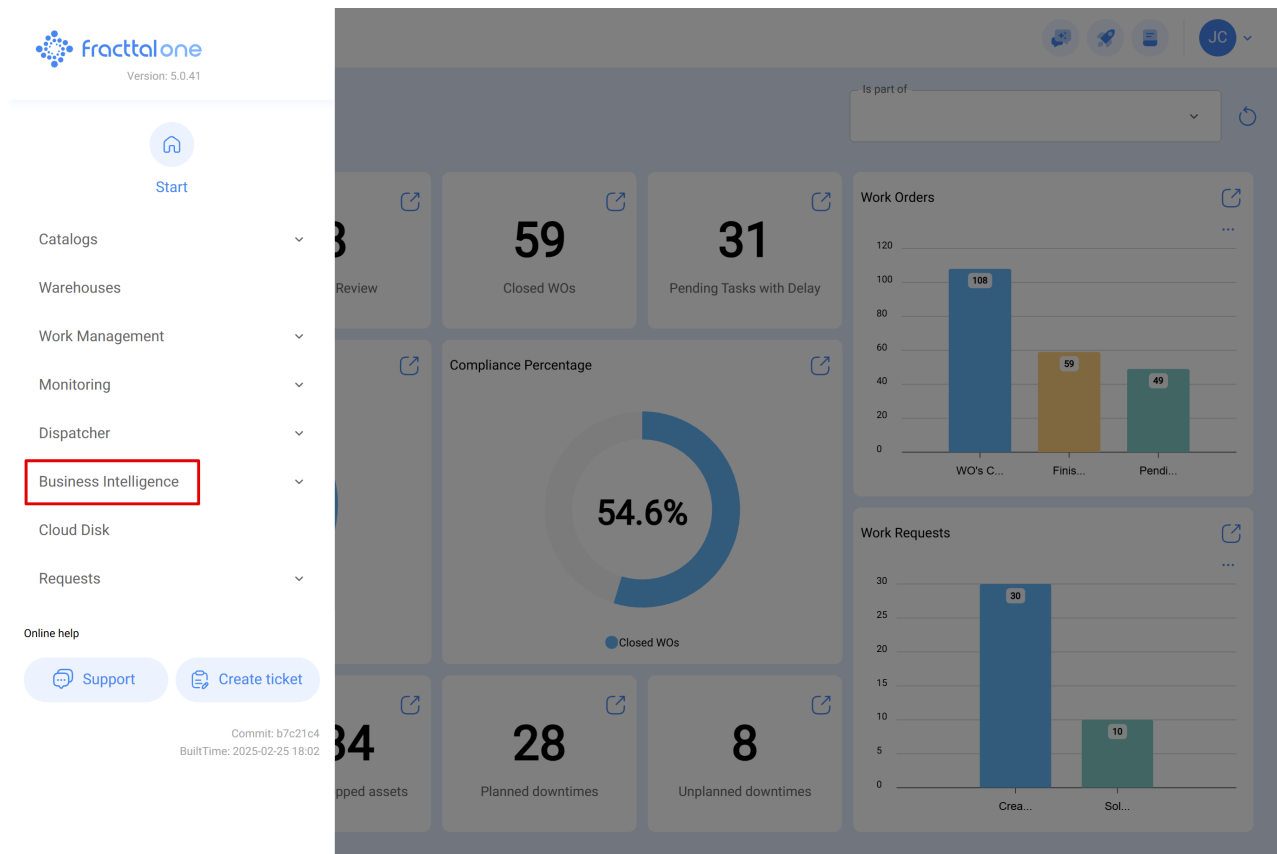 fracttalone
Version: 5.0.41
Start
Catalogs
Warehouses
Work Management
Monitoring
Dispatcher
Business Intelligence
Cloud Disk
Requests
Online help
Support
Create ticket
Commit: b7c21c4
BuiltTime: 2025-02-25 18:02
JC
Is part of
Review
59
Closed WOs
31
Pending Tasks with Delay
Work Orders
...
120
100
80
60
40
20
0
108
59
49
WO's C...
Finis...
Pendi...
Compliance Percentage
54.6%
Closed WOs
Work Requests
...
30
25
20
15
10
5
0
30
10
Crea...
Sol...
34
pped assets
28
Planned downtimes
8
Unplanned downtimes